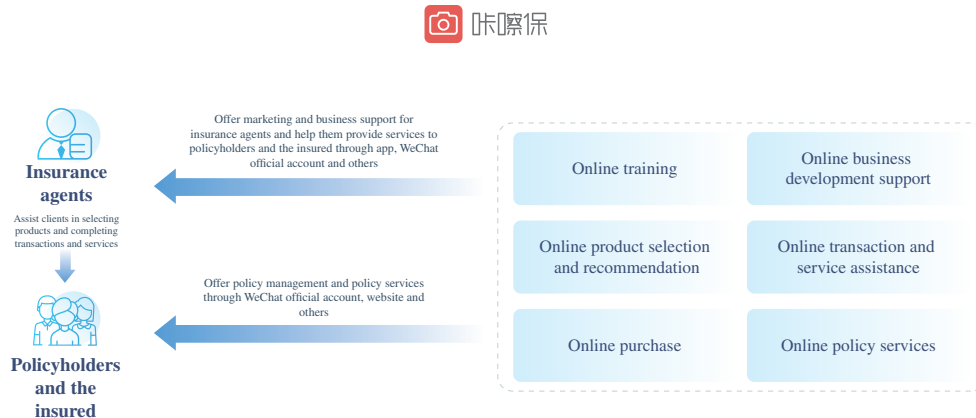 咔嚓保
Offer marketing and business support for
insurance agents and help them provide services to
policyholders and the insured through app, WeChat
official account and others
Insurance
agents
Assist clients in selecting
products and completing
transactions and services
Offer policy management and policy services
through WeChat official account, website and
others
Policyholders
and the
insured
Online training
Online business
development support
Online product selection
and recommendation
Online transaction and
service assistance
Online purchase
Online policy services